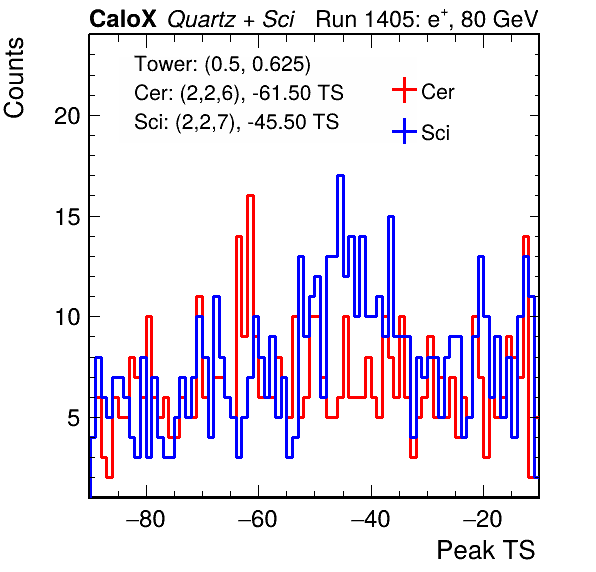 CaloX Quartz + Sci Run 1405: e+, 80 GeV
Counts
Tower: (0.5, 0.625)
Cer: (2,2,6), -61.50 TS
Sci: (2,2,7), -45.50 TS
Cer
Sci
20
15
10
5
−80 −60 −40 −20
Peak TS